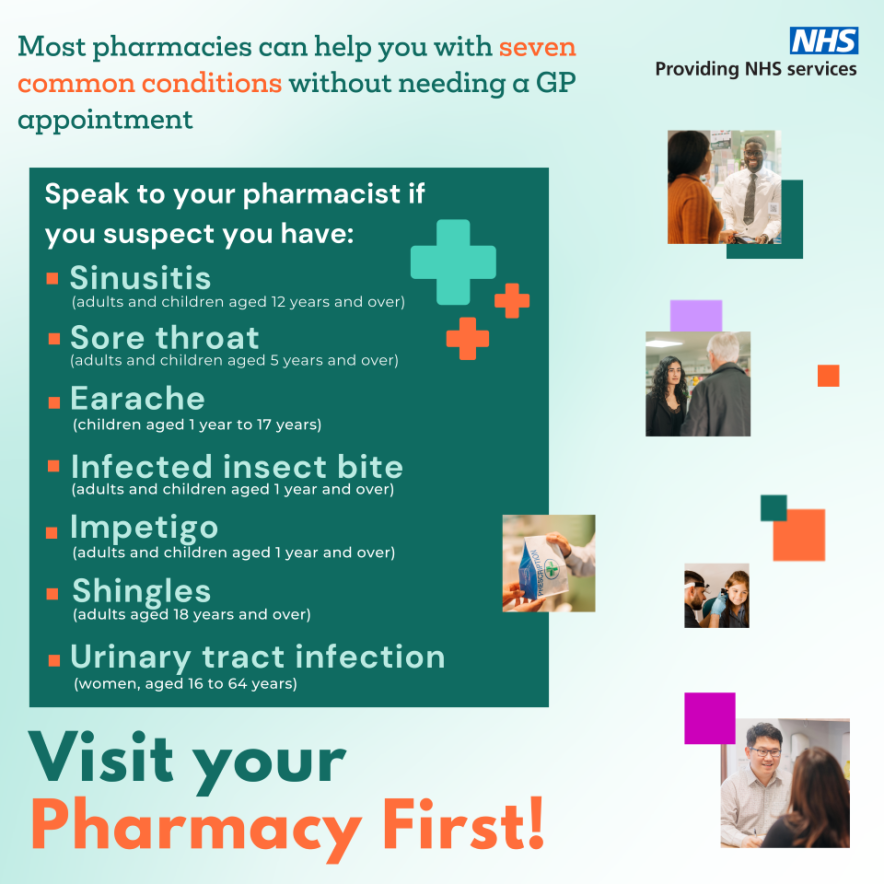 Most pharmacies can help you with seven
common conditions without needing a GP
appointment
NHS
Providing NHS services
Speak to your pharmacist if
you suspect you have:
Sinusitis
(adults and children aged 12 years and over)
Sore throat
(adults and children aged 5 years and over)
Earache
(children aged 1 year to 17 years)
Infected insect bite
(adults and children aged 1 year and over)
Impetigo
(adults and children aged 1 year and over)
Shingles
(adults aged 18 years and over)
Urinary tract infection
(women, aged 16 to 64 years)
PRESCRIPTION
Visit your
Pharmacy First!